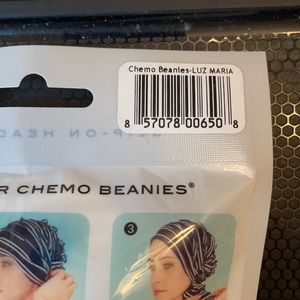 Chemo Beanies-LUZ MARIA
8 57078 00650 8
R CHEMO BEANIES®
3